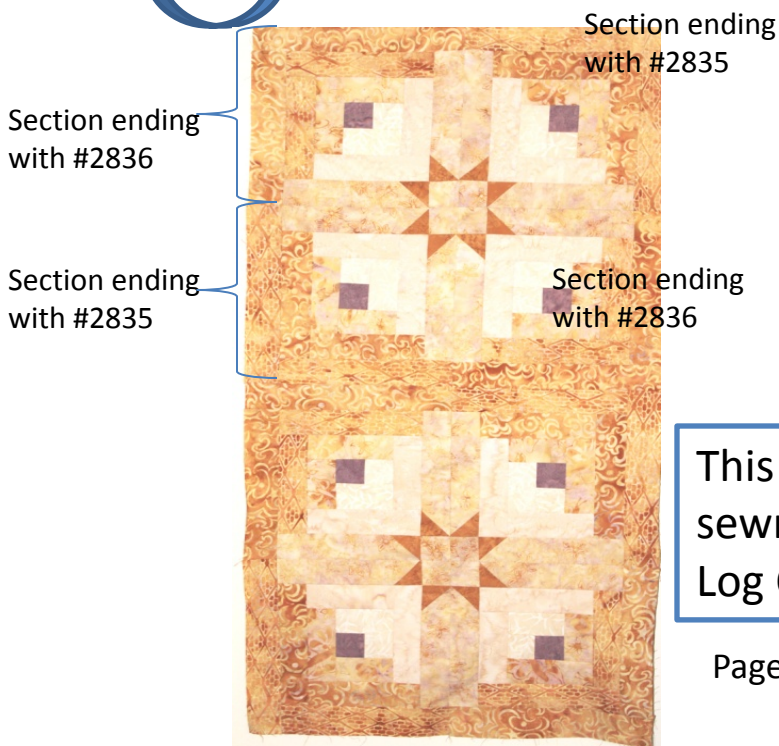 Section ending
with #2835
Section ending
with #2836
Section ending
with #2835
Section ending
with #2836
This
Log
Page